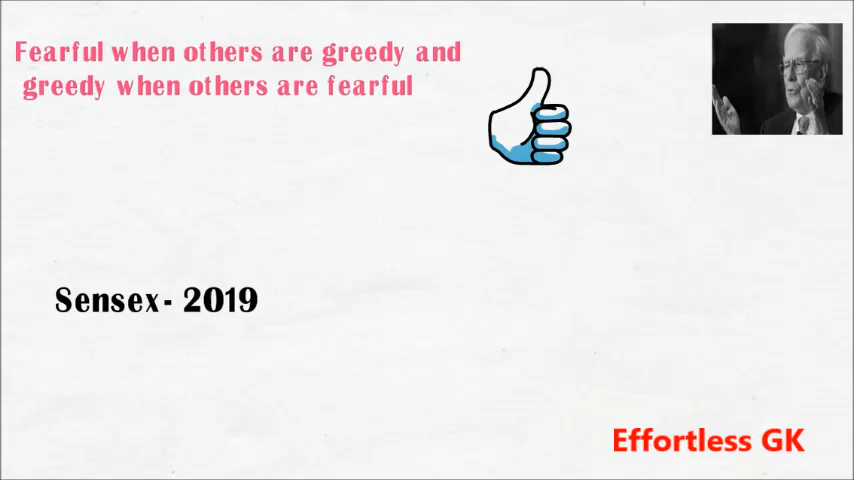 Fearful when others are greedy and
greedy when others are fearful
Sensex- 2019
Effortless GK